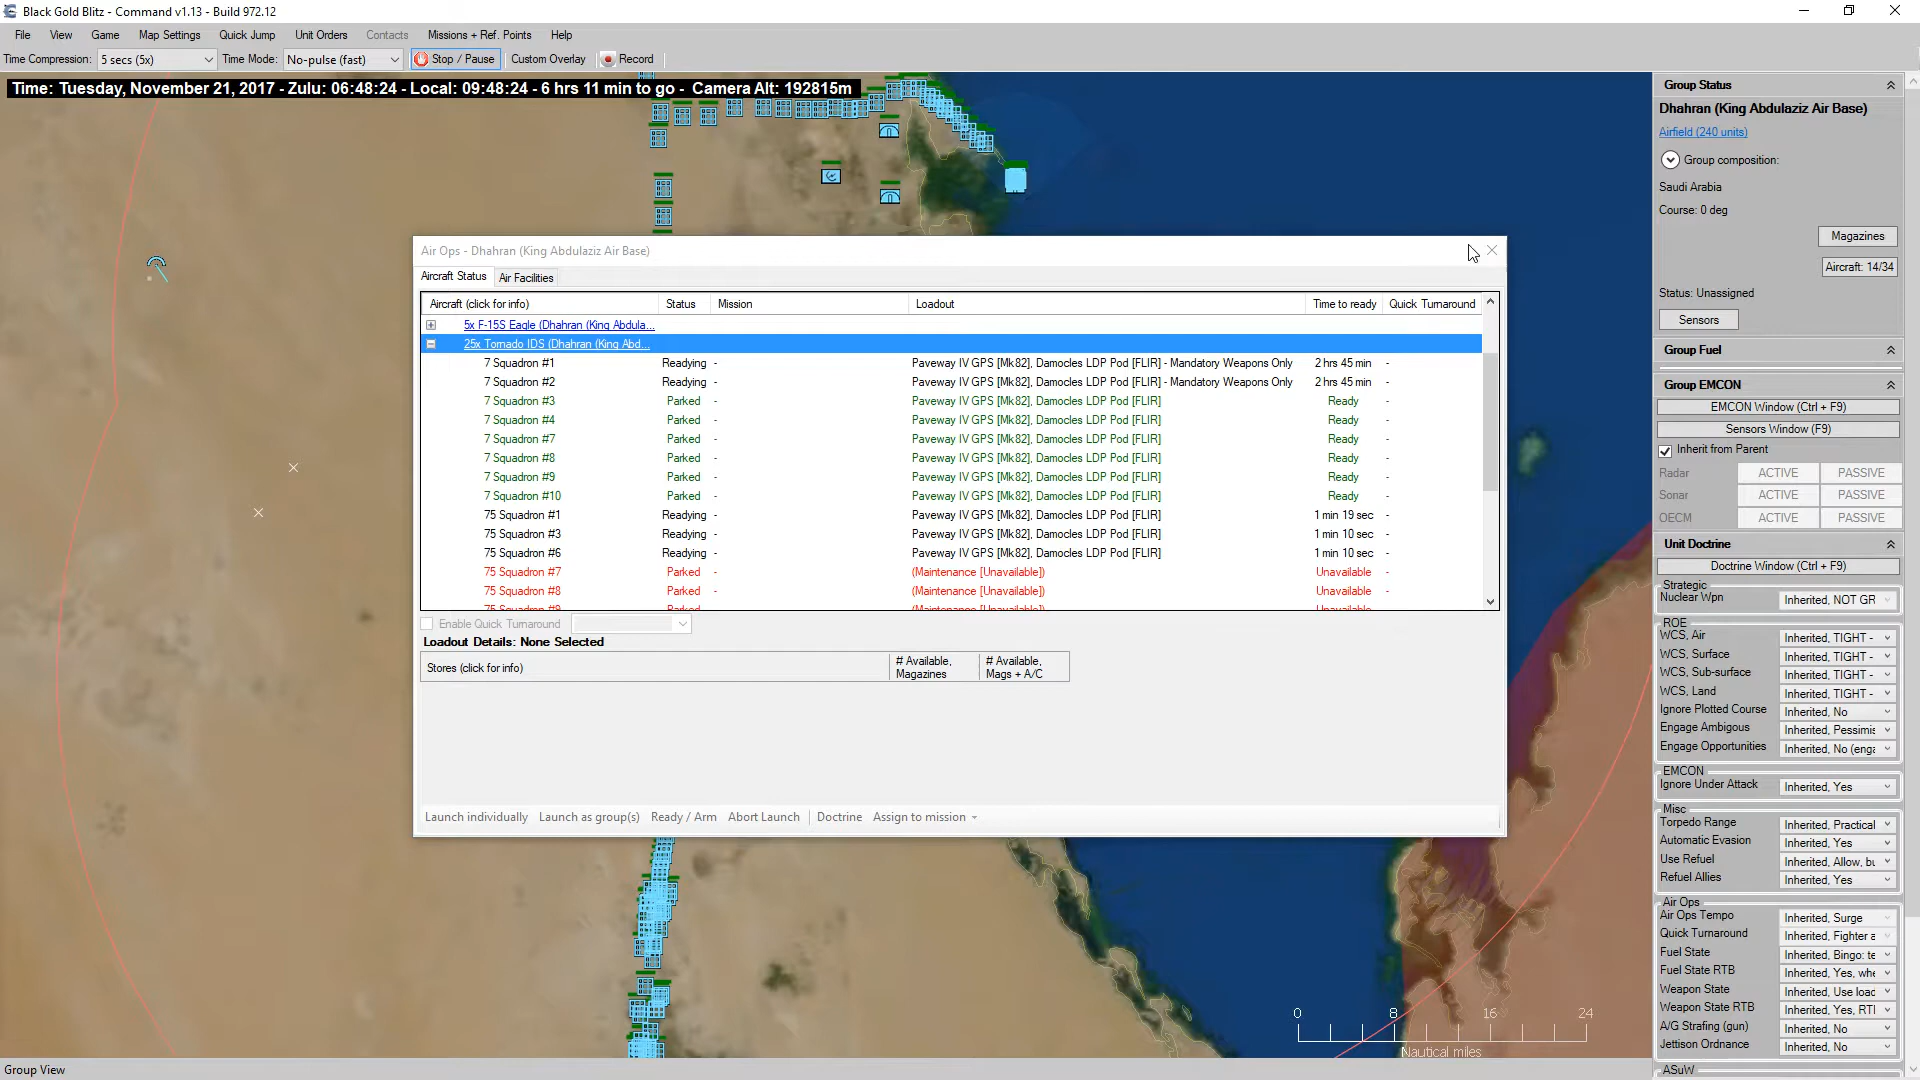 Black Gold Blitz - Command v1.13 - Build 972.12
File View Game Map Settings Quick Jump Unit Orders Contacts Missions + Ref. Points Help
Time Compression: 5 secs (5x) Time Mode: No-pulse (fast) Stop / Pause Custom Overlay Record
Time: Tuesday, November 21, 2017 - Zulu: 06:48:24 - Local: 09:48:24 - 6 hrs 11 min to go - Camera Alt: 192815m
Air Ops - Dhahran (King Abdulaziz Air Base)
Aircraft Status Air Facilities
Aircraft (click for info) Status Mission Loadout Time to ready Quick Turnaround
5x F-15S Eagle (Dhahran (King Abdula...
25x Tornado IDS (Dhahran (King Abd...
7 Squadron #1 Readying - Paveway IV GPS [Mk82], Damocles LDP Pod [FLIR] - Mandatory Weapons Only 2 hrs 45 min -
7 Squadron #2 Readying - Paveway IV GPS [Mk82], Damocles LDP Pod [FLIR] - Mandatory Weapons Only 2 hrs 45 min -
7 Squadron #3 Parked - Paveway IV GPS [Mk82], Damocles LDP Pod [FLIR] Ready -
7 Squadron #4 Parked - Paveway IV GPS [Mk82], Damocles LDP Pod [FLIR] Ready -
7 Squadron #7 Parked - Paveway IV GPS [Mk82], Damocles LDP Pod [FLIR] Ready -
7 Squadron #8 Parked - Paveway IV GPS [Mk82], Damocles LDP Pod [FLIR] Ready -
7 Squadron #9 Parked - Paveway IV GPS [Mk82], Damocles LDP Pod [FLIR] Ready -
7 Squadron #10 Parked - Paveway IV GPS [Mk82], Damocles LDP Pod [FLIR] Ready -
75 Squadron #1 Readying - Paveway IV GPS [Mk82], Damocles LDP Pod [FLIR] 1 min 19 sec -
75 Squadron #3 Readying - Paveway IV GPS [Mk82], Damocles LDP Pod [FLIR] 1 min 10 sec -
75 Squadron #6 Readying - Paveway IV GPS [Mk82], Damocles LDP Pod [FLIR] 1 min 10 sec -
75 Squadron #7 Parked - (Maintenance [Unavailable]) Unavailable -
75 Squadron #8 Parked - (Maintenance [Unavailable]) Unavailable -
75 Squadron #9 Parked - (Maintenance [Unavailable]) Unavailable
Enable Quick Turnaround
Loadout Details: None Selected
Stores (click for info) # Available, Magazines # Available, Mags + A/C
Launch individually Launch as group(s) Ready / Arm Abort Launch Doctrine Assign to mission
0 8 16 24
Nautical miles
Group View
Group Status
Dhahran (King Abdulaziz Air Base)
Airfield (240 units)
Group composition:
Saudi Arabia
Course: 0 deg
Magazines
Aircraft: 14/34
Status: Unassigned
Sensors
Group Fuel
Group EMCON
EMCON Window (Ctrl + F9)
Sensors Window (F9)
Inherit from Parent
Radar ACTIVE PASSIVE
Sonar ACTIVE PASSIVE
OECM ACTIVE PASSIVE
Unit Doctrine
Doctrine Window (Ctrl + F9)
Strategic
Nuclear Wpn Inherited, NOT GR
ROE
WCS, Air Inherited, TIGHT -
WCS, Surface Inherited, TIGHT -
WCS, Sub-surface Inherited, TIGHT -
WCS, Land Inherited, TIGHT -
Ignore Plotted Course Inherited, No
Engage Ambigous Inherited, Pessimis
Engage Opportunities Inherited, No (enga
EMCON
Ignore Under Attack Inherited, Yes
Misc
Torpedo Range Inherited, Practical
Automatic Evasion Inherited, Yes
Use Refuel Inherited, Allow, bu
Refuel Allies Inherited, Yes
Air Ops
Air Ops Tempo Inherited, Surge
Quick Turnaround Inherited, Fighter a
Fuel State Inherited, Bingo: te
Fuel State RTB Inherited, Yes, whe
Weapon State Inherited, Use load
Weapon State RTB Inherited, Yes, RTI
A/G Strafing (gun) Inherited, No
Jettison Ordnance Inherited, No
ASuW